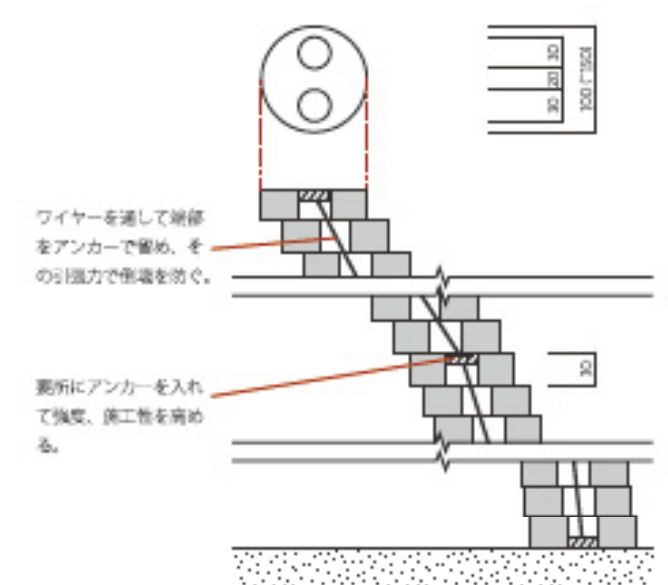 ワイヤーを通して端部
をアンカーで留め、そ
の引張力で倒壊を防ぐ。
要所にアンカーを入れ
て強度、施工性を高め
る。
30
20
30
30